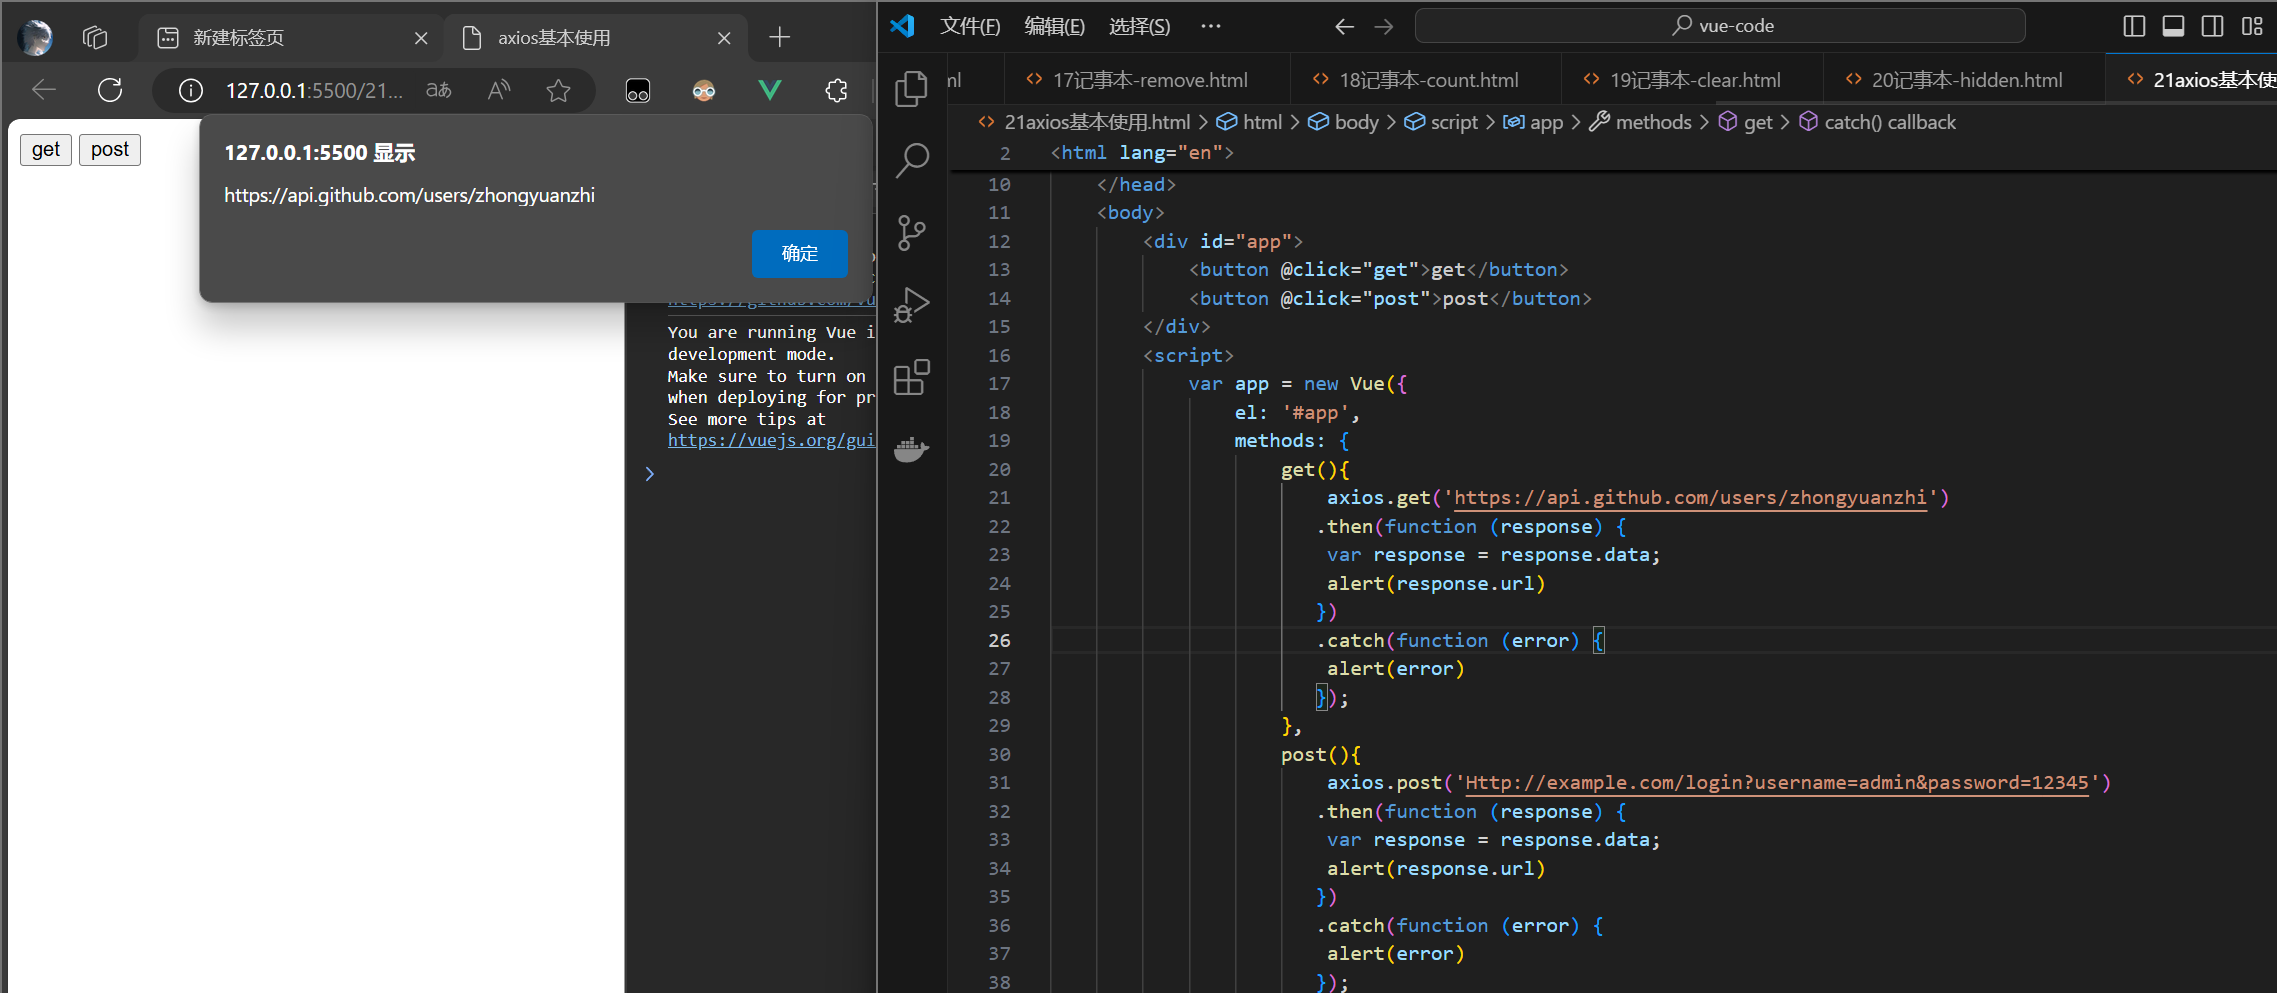 新建标签页
axios基本使用
127.0.0.1:5500/21...
get post
127.0.0.1:5500 显示
https://api.github.com/users/zhongyuanzhi
确定
You are running Vue i
development mode.
Make sure to turn on
when deploying for pr
See more tips at
https://vuejs.org/gui
文件(F) 编辑(E) 选择(S) ···
vue-code
ml
17记事本-remove.html
18记事本-count.html
19记事本-clear.html
20记事本-hidden.html
21axios基本使
21axios基本使用.html > html > body > script > app > methods > get > catch() callback
2 <html lang="en">
10 </head>
11 <body>
12 <div id="app">
13 <button @click="get">get</button>
14 <button @click="post">post</button>
15 </div>
16 <script>
17 var app = new Vue({
18 el: '#app',
19 methods: {
20 get(){
21 axios.get('https://api.github.com/users/zhongyuanzhi')
22 .then(function (response) {
23 var response = response.data;
24 alert(response.url)
25 })
26 .catch(function (error) {
27 alert(error)
28 });
29 },
30 post(){
31 axios.post('Http://example.com/login?username=admin&password=12345')
32 .then(function (response) {
33 var response = response.data;
34 alert(response.url)
35 })
36 .catch(function (error) {
37 alert(error)
38 });